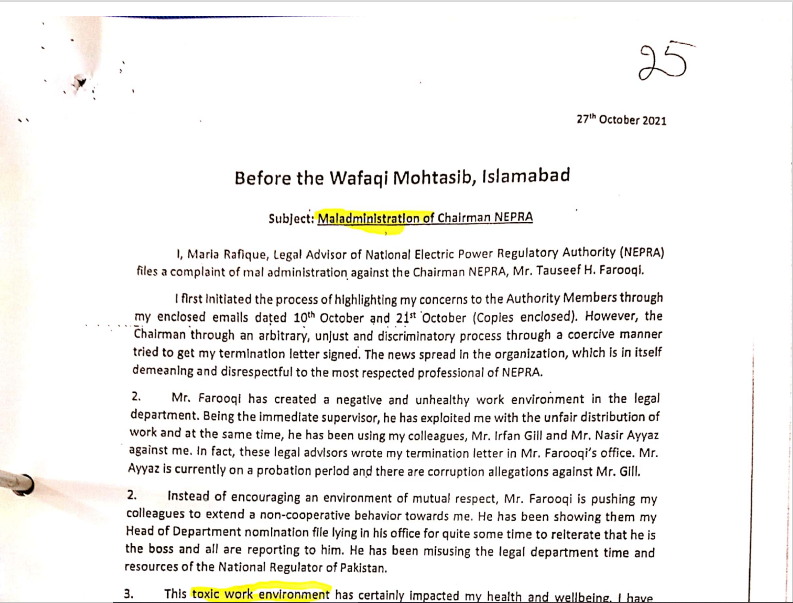 25
27th October 2021
Before the Wafaqi Mohtasib, Islamabad
Subject: Maladministration of Chairman NEPRA
I, Maria Rafique, Legal Advisor of National Electric Power Regulatory Authority (NEPRA)
files a complaint of mal administration against the Chairman NEPRA, Mr. Tauseef H. Farooqi.
I first initiated the process of highlighting my concerns to the Authority Members through
my enclosed emails dated 10th October and 21st October (Copies enclosed). However, the
Chairman through an arbitrary, unjust and discriminatory process through a coercive manner
tried to get my termination letter signed. The news spread in the organization, which is in itself
demeaning and disrespectful to the most respected professional of NEPRA.
2. Mr. Farooqi has created a negative and unhealthy work environment in the legal
department. Being the immediate supervisor, he has exploited me with the unfair distribution of
work and at the same time, he has been using my colleagues, Mr. Irfan Gill and Mr. Nasir Ayyaz
against me. In fact, these legal advisors wrote my termination letter in Mr. Farooqi's office. Mr.
Ayyaz is currently on a probation period and there are corruption allegations against Mr. Gill.
2. Instead of encouraging an environment of mutual respect, Mr. Farooqi is pushing my
colleagues to extend a non-cooperative behavior towards me. He has been showing them my
Head of Department nomination file lying in his office for quite some time to reiterate that he is
the boss and all are reporting to him. He has been misusing the legal department time and
resources of the National Regulator of Pakistan.
3. This toxic work environment has certainly impacted my health and wellbeing. I have